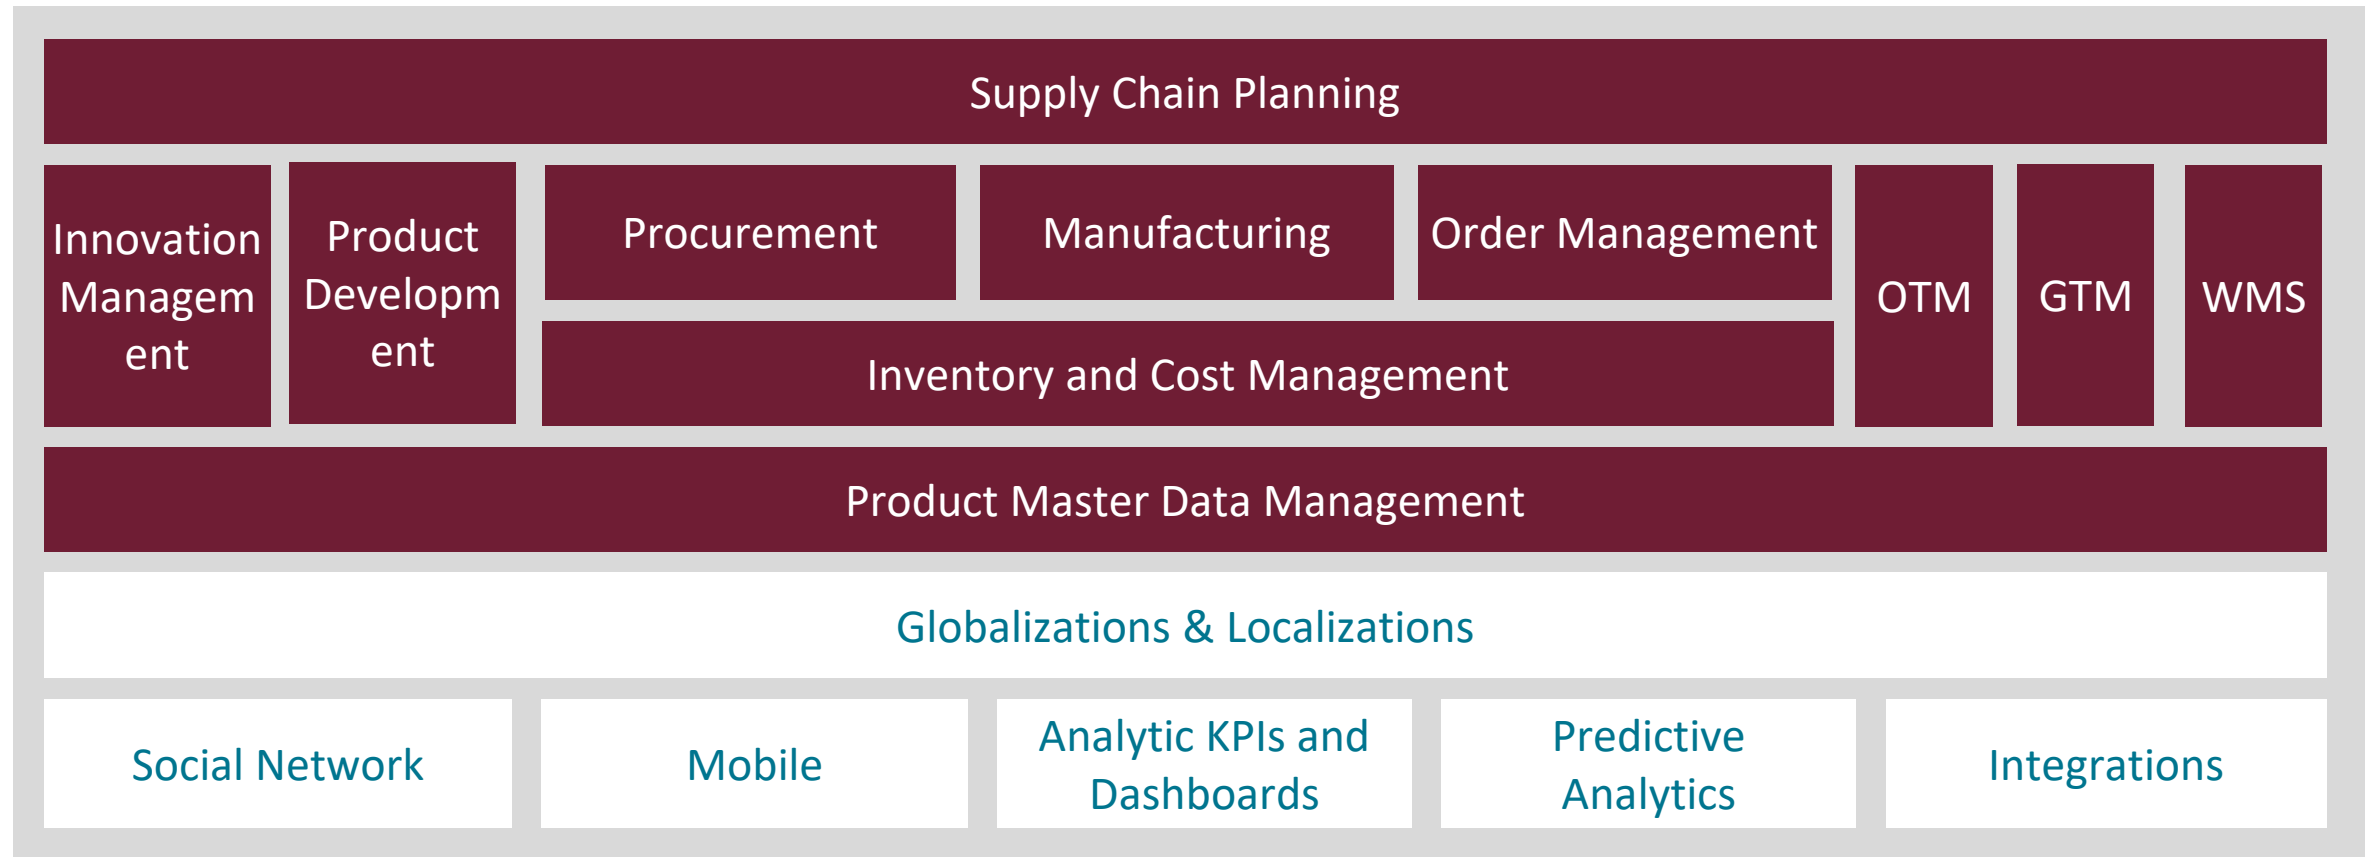 Supply Chain Planning
Innovation
Managem
ent
Product
Developm
ent
Procurement
Manufacturing
Order Management
Inventory and Cost Management
OTM
GTM
WMS
Product Master Data Management
Globalizations & Localizations
Social Network
Mobile
Analytic KPIs and
Dashboards
Predictive
Analytics
Integrations